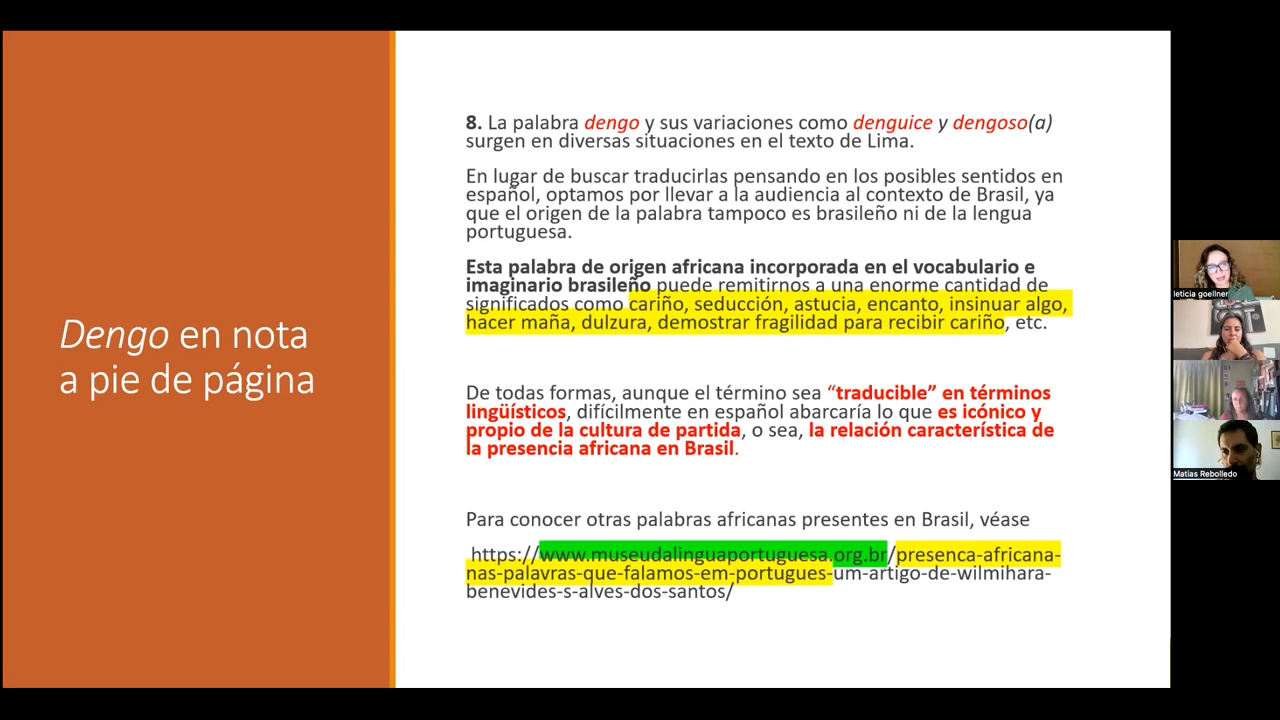 Dengo en nota
a pie de página
8. La palabra dengo y sus variaciones como denguice y dengoso(a)
surgen en diversas situaciones en el texto de Lima.
En lugar de buscar traducirlas pensando en los posibles sentidos en
español, optamos por llevar a la audiencia al contexto de Brasil, ya
que el origen de la palabra tampoco es brasileño ni de la lengua
portuguesa.
Esta palabra de origen africana incorporada en el vocabulario e
imaginario brasileño puede remitirnos a una enorme cantidad de
significados como cariño, seducción, astucia, encanto, insinuar algo,
hacer maña, dulzura, demostrar fragilidad para recibir cariño, etc.
De todas formas, aunque el término sea “traducible” en términos
lingüísticos, difícilmente en español abarcaría lo que es icónico y
propio de la cultura de partida, o sea, la relación característica de
la presencia africana en Brasil.
Para conocer otras palabras africanas presentes en Brasil, véase
https://www.museudalinguaportuguesa.org.br/presenca-africana-
nas-palavras-que-falamos-em-portugues-um-artigo-de-wilmihara-
benevides-s-alves-dos-santos/
leticia goellner
Matias Rebolledo